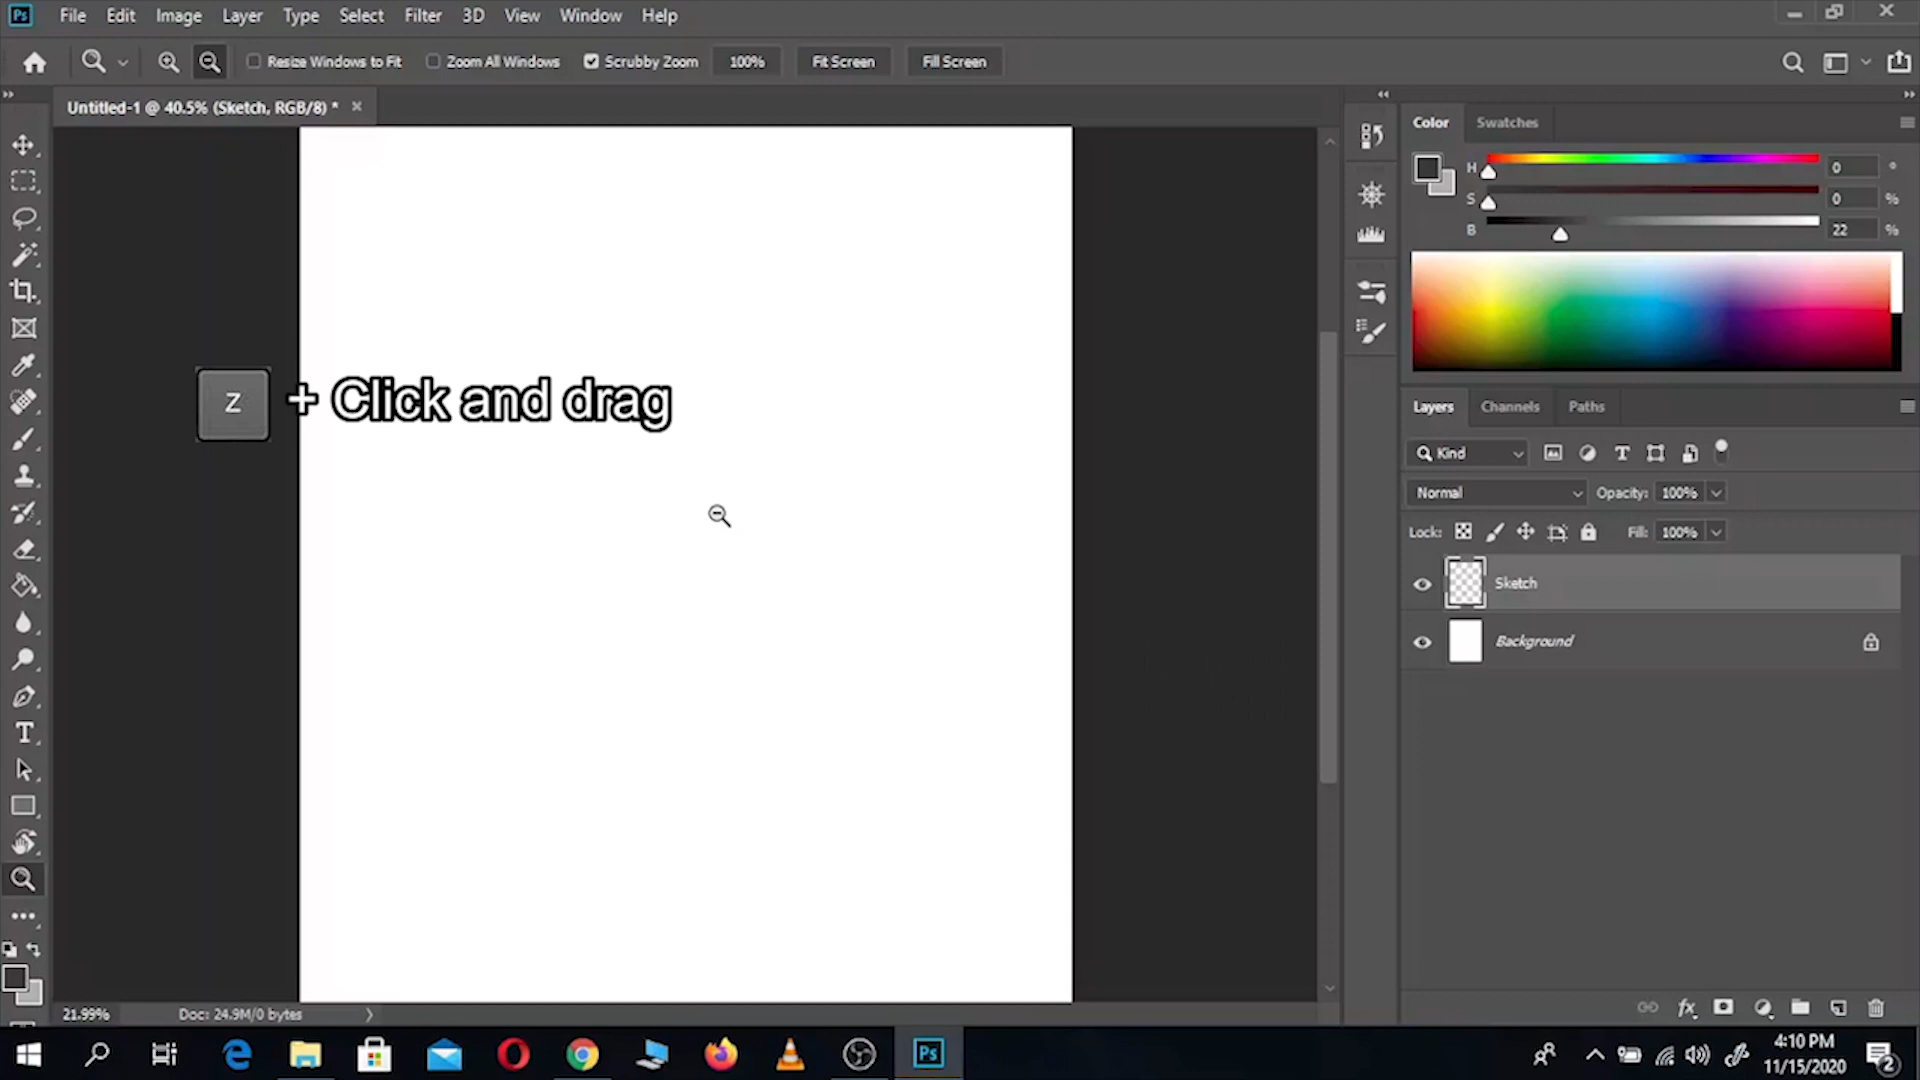 Ps File Edit Image Layer Type Select Filter 3D View Window Help
Resize Windows to Fit Zoom All Windows Scrubby Zoom 100% Fit Screen Fill Screen
Untitled-1 @ 40.5% (Sketch, RGB/8) *
Color Swatches
H 0 °
S 0 %
B 22 %
Z + Click and drag
Layers Channels Paths
Kind
Normal Opacity: 100%
Lock: Fill: 100%
Sketch
Background
21.99% Doc: 24.9M/0 bytes
Ps
4:10 PM
11/15/2020
2